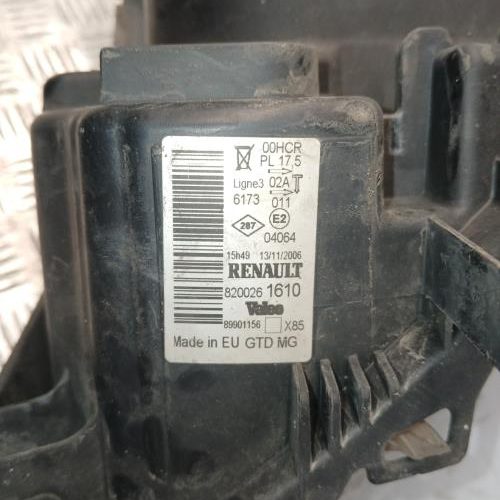 00HCR
PL 17,5
Ligne3 02A
6173 011
287 E2
04064
15h49 13/11/2006
RENAULT
820026 1610
Valeo
89901156 X85
Made in EU GTD MG